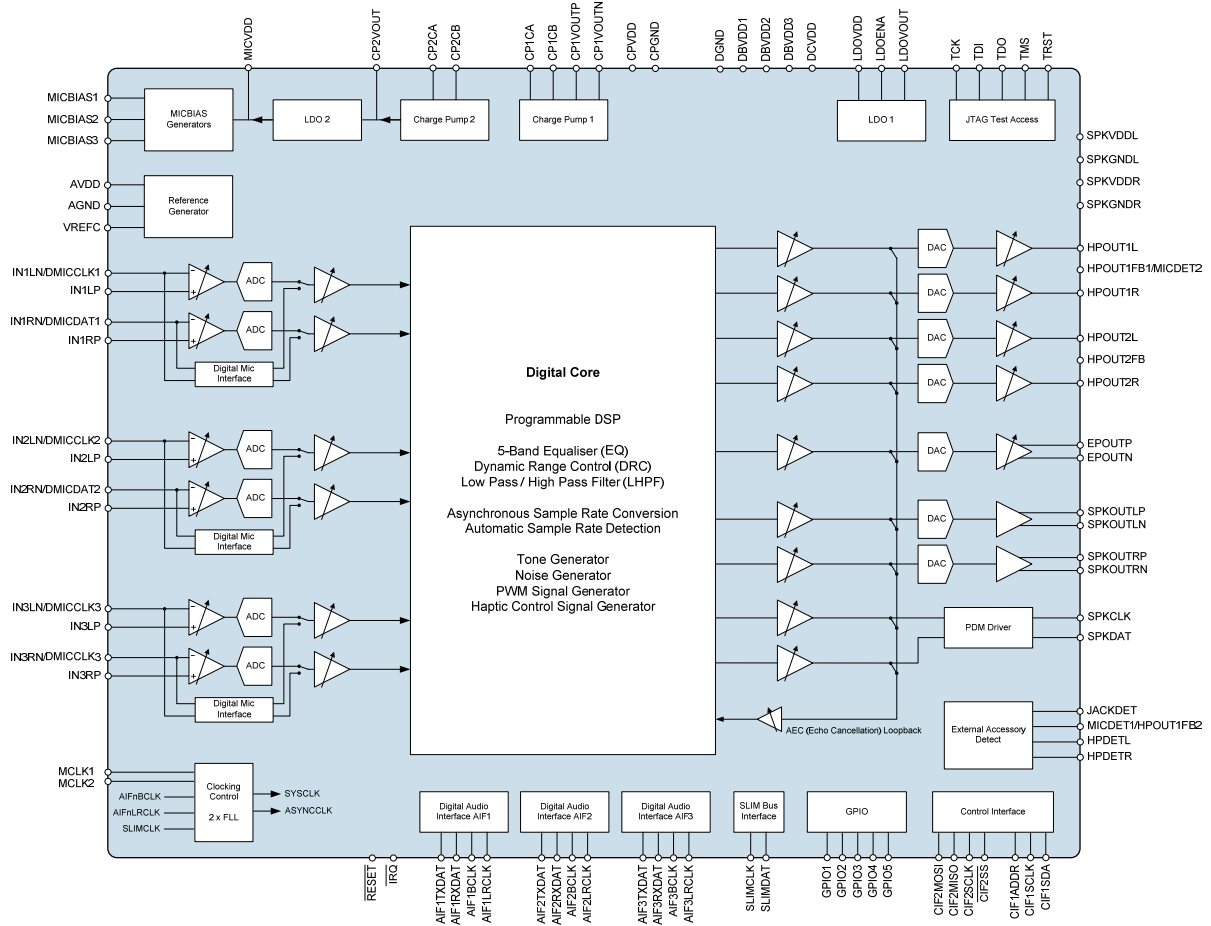 MICVDD
CP2VOUT
CP2CA
CP2CB
CP1CA
CP1CB
CP1VOUTP
CP1VOUTN
CPVDD
CPGND
DGND
DBVDD1
DBVDD2
DBVDD3
DCVDD
LDOVDD
LDOENA
LDOVOUT
TCK
TDI
TDO
TMS
TRST
MICBIAS1
MICBIAS2
MICBIAS3
MICBIAS
Generators
LDO 2
Charge Pump 2
Charge Pump 1
LDO 1
JTAG Test Access
SPKVDDL
SPKGNDL
SPKVDDR
SPKGNDR
AVDD
AGND
VREFC
Reference
Generator
IN1LN/DMICCLK1
IN1LP
IN1RN/DMICDAT1
IN1RP
ADC
ADC
Digital Mic
Interface
IN2LN/DMICCLK2
IN2LP
IN2RN/DMICDAT2
IN2RP
ADC
ADC
Digital Mic
Interface
IN3LN/DMICCLK3
IN3LP
IN3RN/DMICCLK3
IN3RP
ADC
ADC
Digital Mic
Interface
Digital Core
Programmable DSP
5-Band Equaliser (EQ)
Dynamic Range Control (DRC)
Low Pass / High Pass Filter (LHPF)
Asynchronous Sample Rate Conversion
Automatic Sample Rate Detection
Tone Generator
Noise Generator
PWM Signal Generator
Haptic Control Signal Generator
DAC
DAC
DAC
DAC
DAC
DAC
DAC
HPOUT1L
HPOUT1FB1/MICDET2
HPOUT1R
HPOUT2L
HPOUT2FB
HPOUT2R
EPOUTP
EPOUTN
SPKOUTLP
SPKOUTLN
SPKOUTRP
SPKOUTRN
PDM Driver
SPKCLK
SPKDAT
AEC (Echo Cancellation) Loopback
External Accessory
Detect
JACKDET
MICDET1/HPOUT1FB2
HPDETL
HPDETR
MCLK1
MCLK2
AIFnBCLK
AIFnLRCLK
SLIMCLK
Clocking
Control
2 x FLL
SYSCLK
ASYNCCLK
Digital Audio
Interface AIF1
Digital Audio
Interface AIF2
Digital Audio
Interface AIF3
SLIM Bus
Interface
GPIO
Control Interface
RESET
IRQ
AIF1TXDAT
AIF1RXDAT
AIF1BCLK
AIF1LRCLK
AIF2TXDAT
AIF2RXDAT
AIF2BCLK
AIF2LRCLK
AIF3TXDAT
AIF3RXDAT
AIF3BCLK
AIF3LRCLK
SLIMCLK
SLIMDAT
GPIO1
GPIO2
GPIO3
GPIO4
GPIO5
CIF2MOSI
CIF2MISO
CIF2SCLK
CIF2SS
CIF1ADDR
CIF1SCLK
CIF1SDA